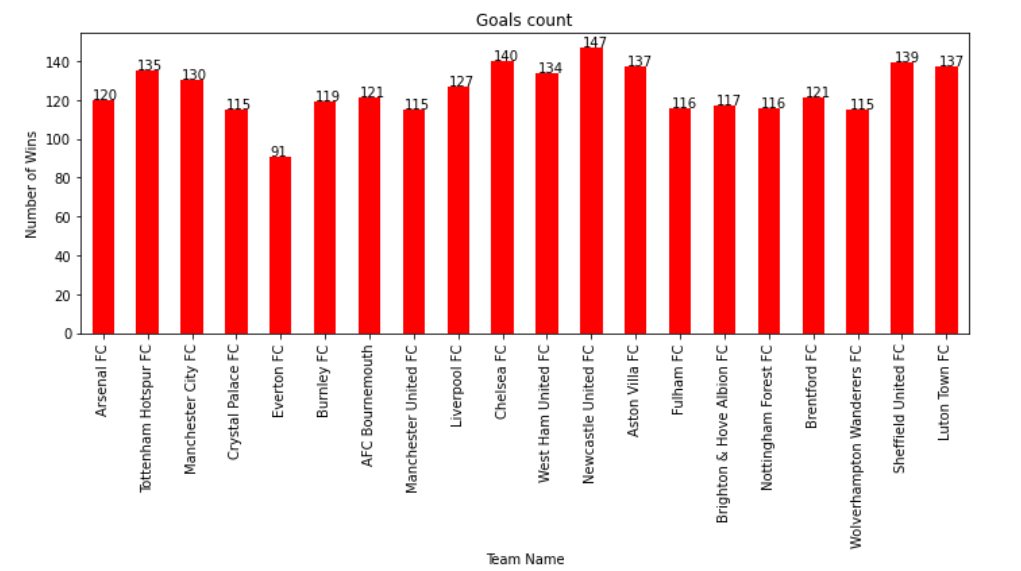 Goals count
Number of Wins
140
120
100
80
60
40
20
0
120
135
130
115
91
119
121
115
127
140
134
147
137
116
117
116
121
115
139
137
Arsenal FC
Tottenham Hotspur FC
Manchester City FC
Crystal Palace FC
Everton FC
Burnley FC
AFC Bournemouth
Manchester United FC
Liverpool FC
Chelsea FC
West Ham United FC
Newcastle United FC
Aston Villa FC
Fulham FC
Brighton & Hove Albion FC
Nottingham Forest FC
Brentford FC
Wolverhampton Wanderers FC
Sheffield United FC
Luton Town FC
Team Name